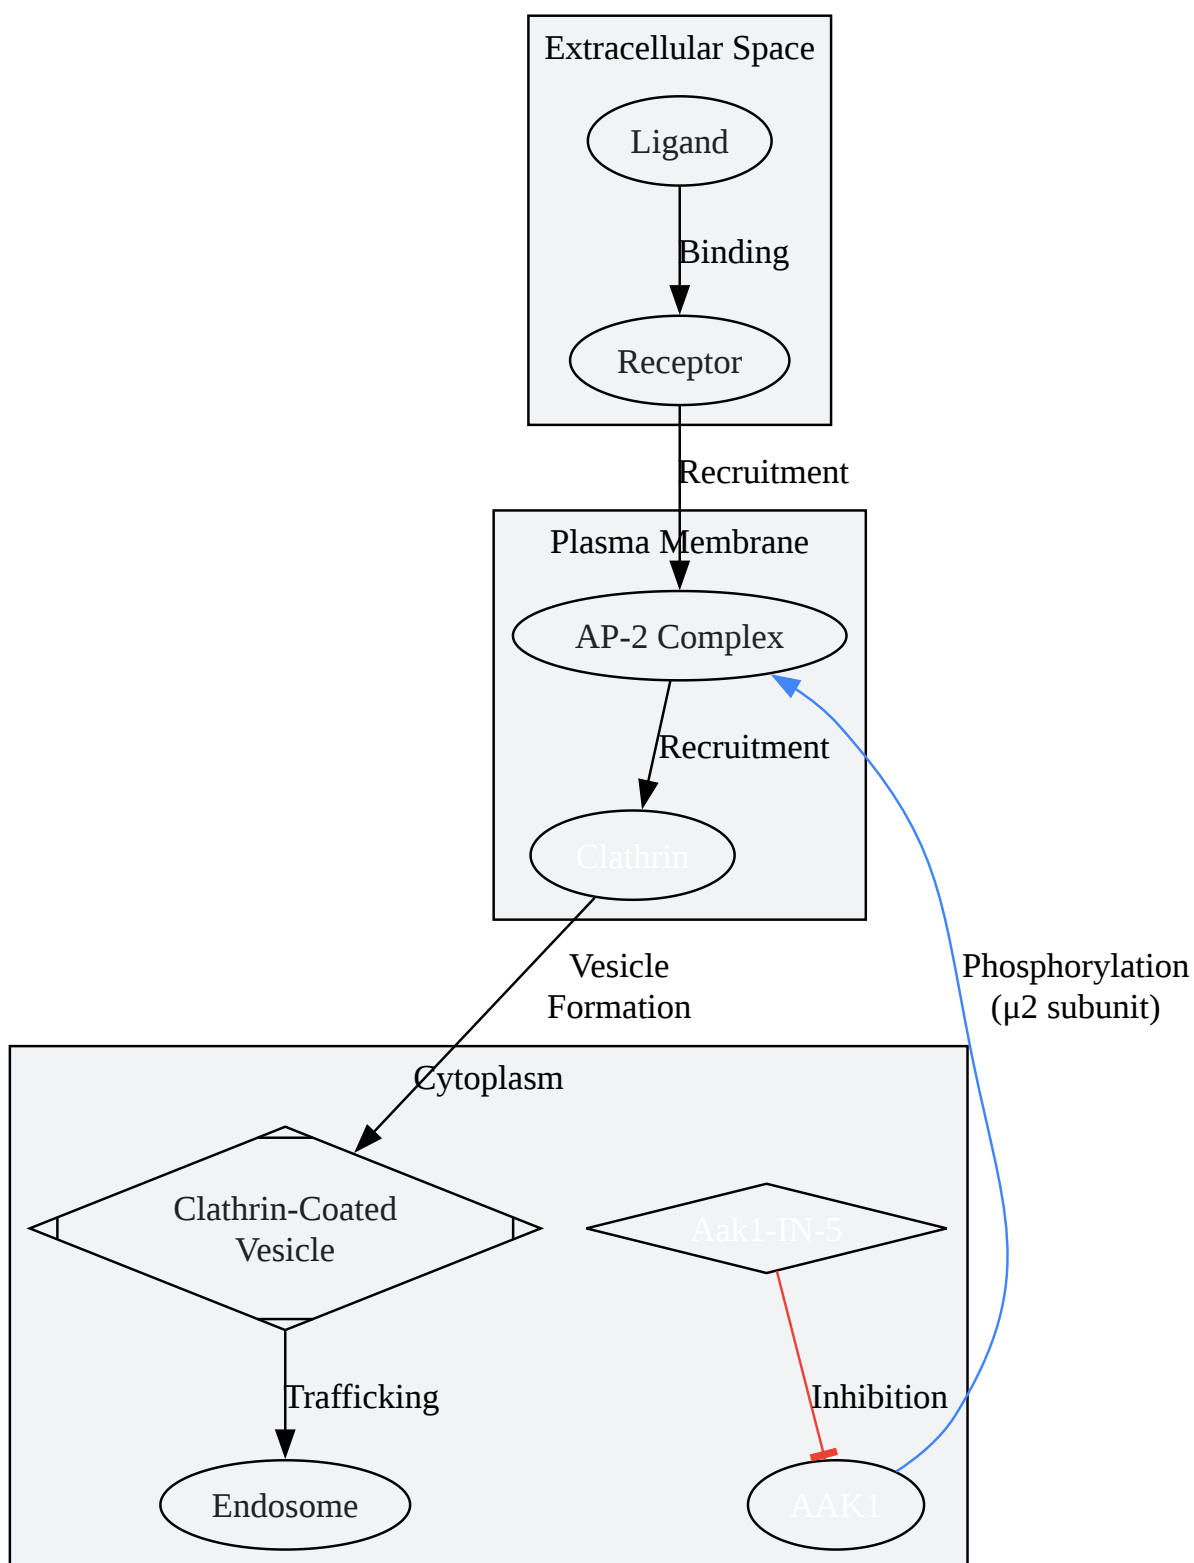 Extracellular Space
Ligand
Binding
Receptor
Recruitment
Plasma Membrane
AP-2 Complex
Recruitment
Clathrin
Vesicle
Formation
Phosphorylation
(μ2 subunit)
Cytoplasm
Clathrin-Coated
Vesicle
Aak1-IN-5
Trafficking
Inhibition
Endosome
AAK1